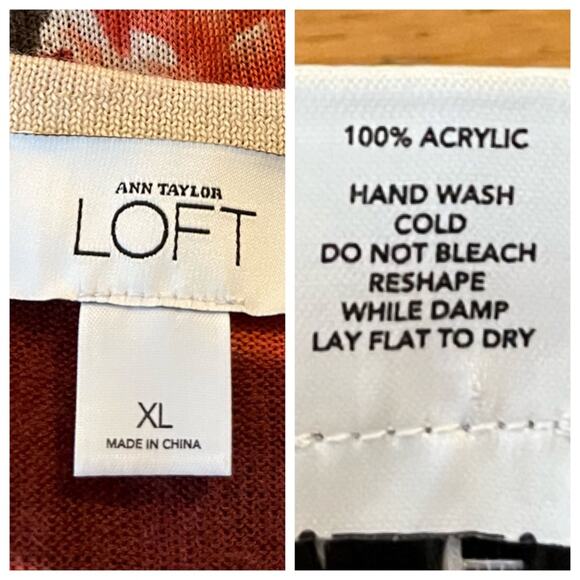 ANN TAYLOR
LOFT
XL
MADE IN CHINA
100% ACRYLIC
HAND WASH
COLD
DO NOT BLEACH
RESHAPE
WHILE DAMP
LAY FLAT TO DRY